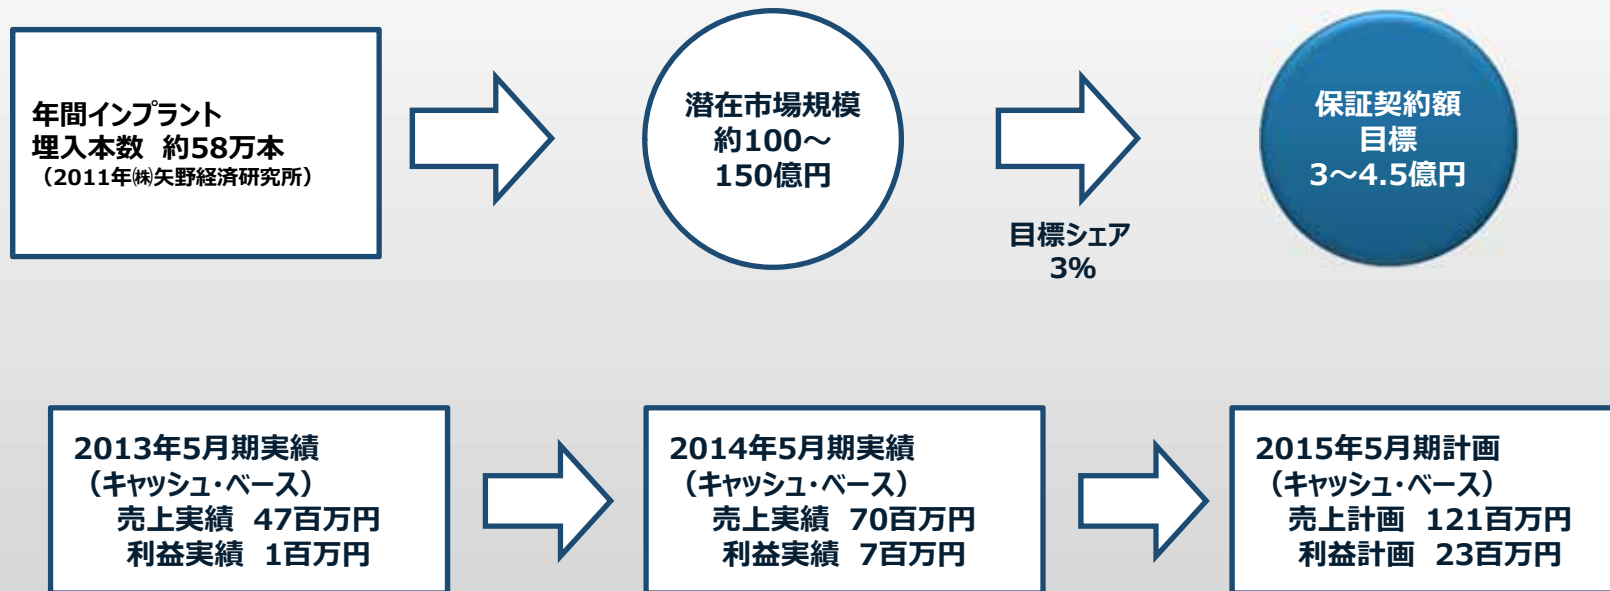 年間インプラント
埋入本数 約58万本
（2011年㈱矢野経済研究所）
潜在市場規模
約100～
150億円
目標シェア
3%
保証契約額
目標
3～4.5億円
2013年5月期実績
（キャッシュ・ベース）
売上実績 47百万円
利益実績 1百万円
2014年5月期実績
（キャッシュ・ベース）
売上実績 70百万円
利益実績 7百万円
2015年5月期計画
（キャッシュ・ベース）
売上計画 121百万円
利益計画 23百万円